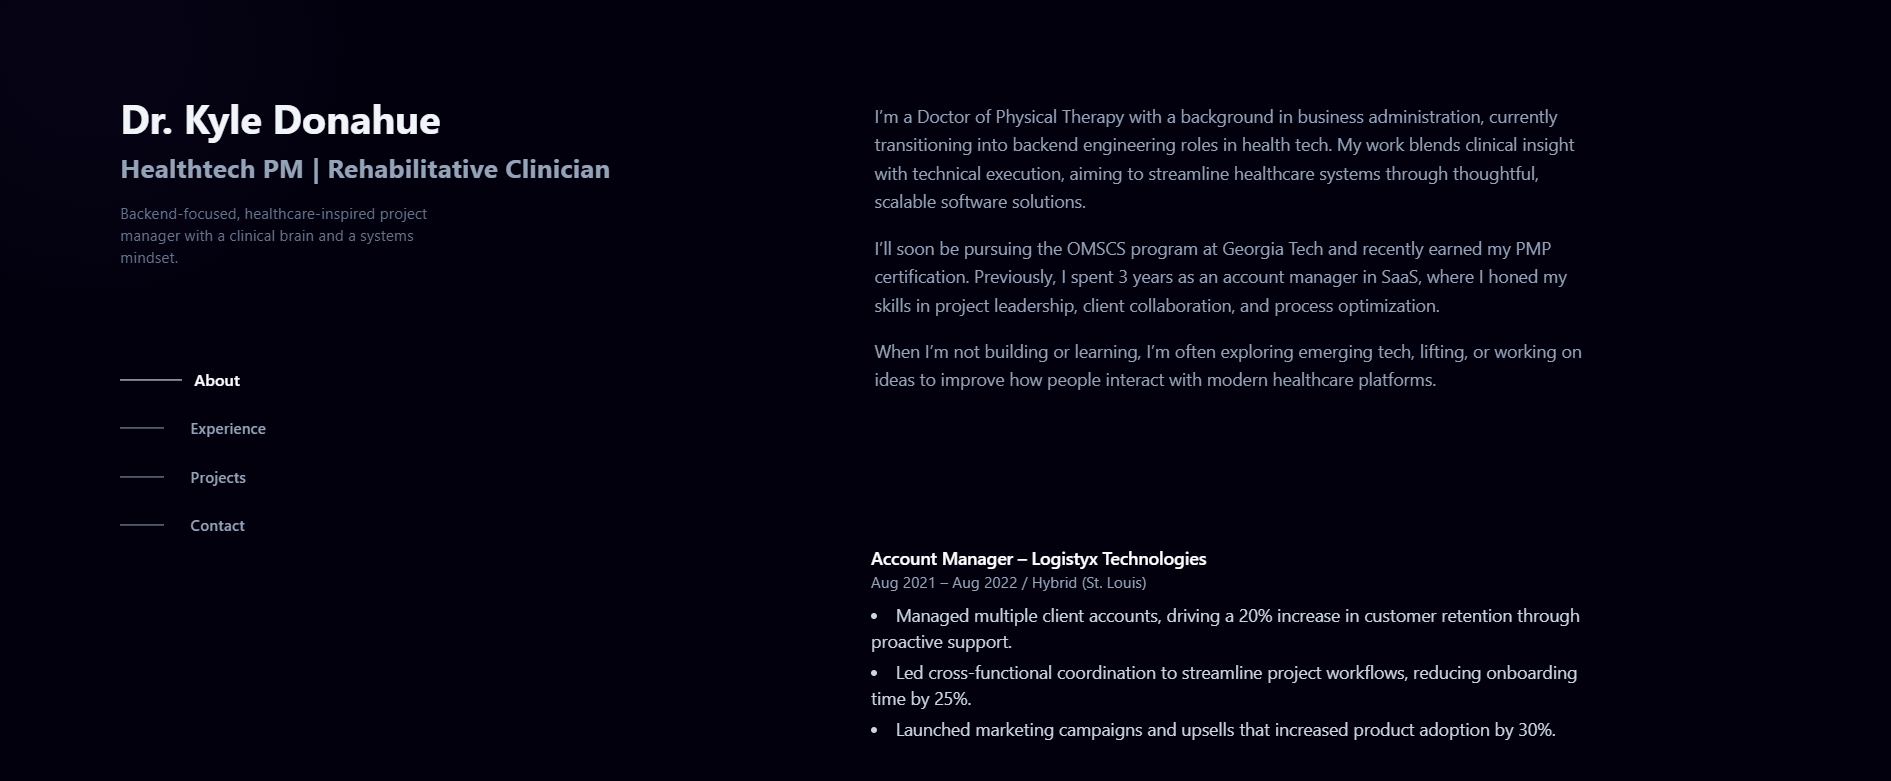 Dr. Kyle Donahue
Healthtech PM | Rehabilitative Clinician
Backend-focused, healthcare-inspired project
manager with a clinical brain and a systems
mindset.
About
Experience
Projects
Contact
I’m a Doctor of Physical Therapy with a background in business administration, currently
transitioning into backend engineering roles in health tech. My work blends clinical insight
with technical execution, aiming to streamline healthcare systems through thoughtful,
scalable software solutions.
I’ll soon be pursuing the OMSCS program at Georgia Tech and recently earned my PMP
certification. Previously, I spent 3 years as an account manager in SaaS, where I honed my
skills in project leadership, client collaboration, and process optimization.
When I’m not building or learning, I’m often exploring emerging tech, lifting, or working on
ideas to improve how people interact with modern healthcare platforms.
Account Manager – Logistyx Technologies
Aug 2021 – Aug 2022 / Hybrid (St. Louis)
• Managed multiple client accounts, driving a 20% increase in customer retention through
proactive support.
• Led cross-functional coordination to streamline project workflows, reducing onboarding
time by 25%.
• Launched marketing campaigns and upsells that increased product adoption by 30%.